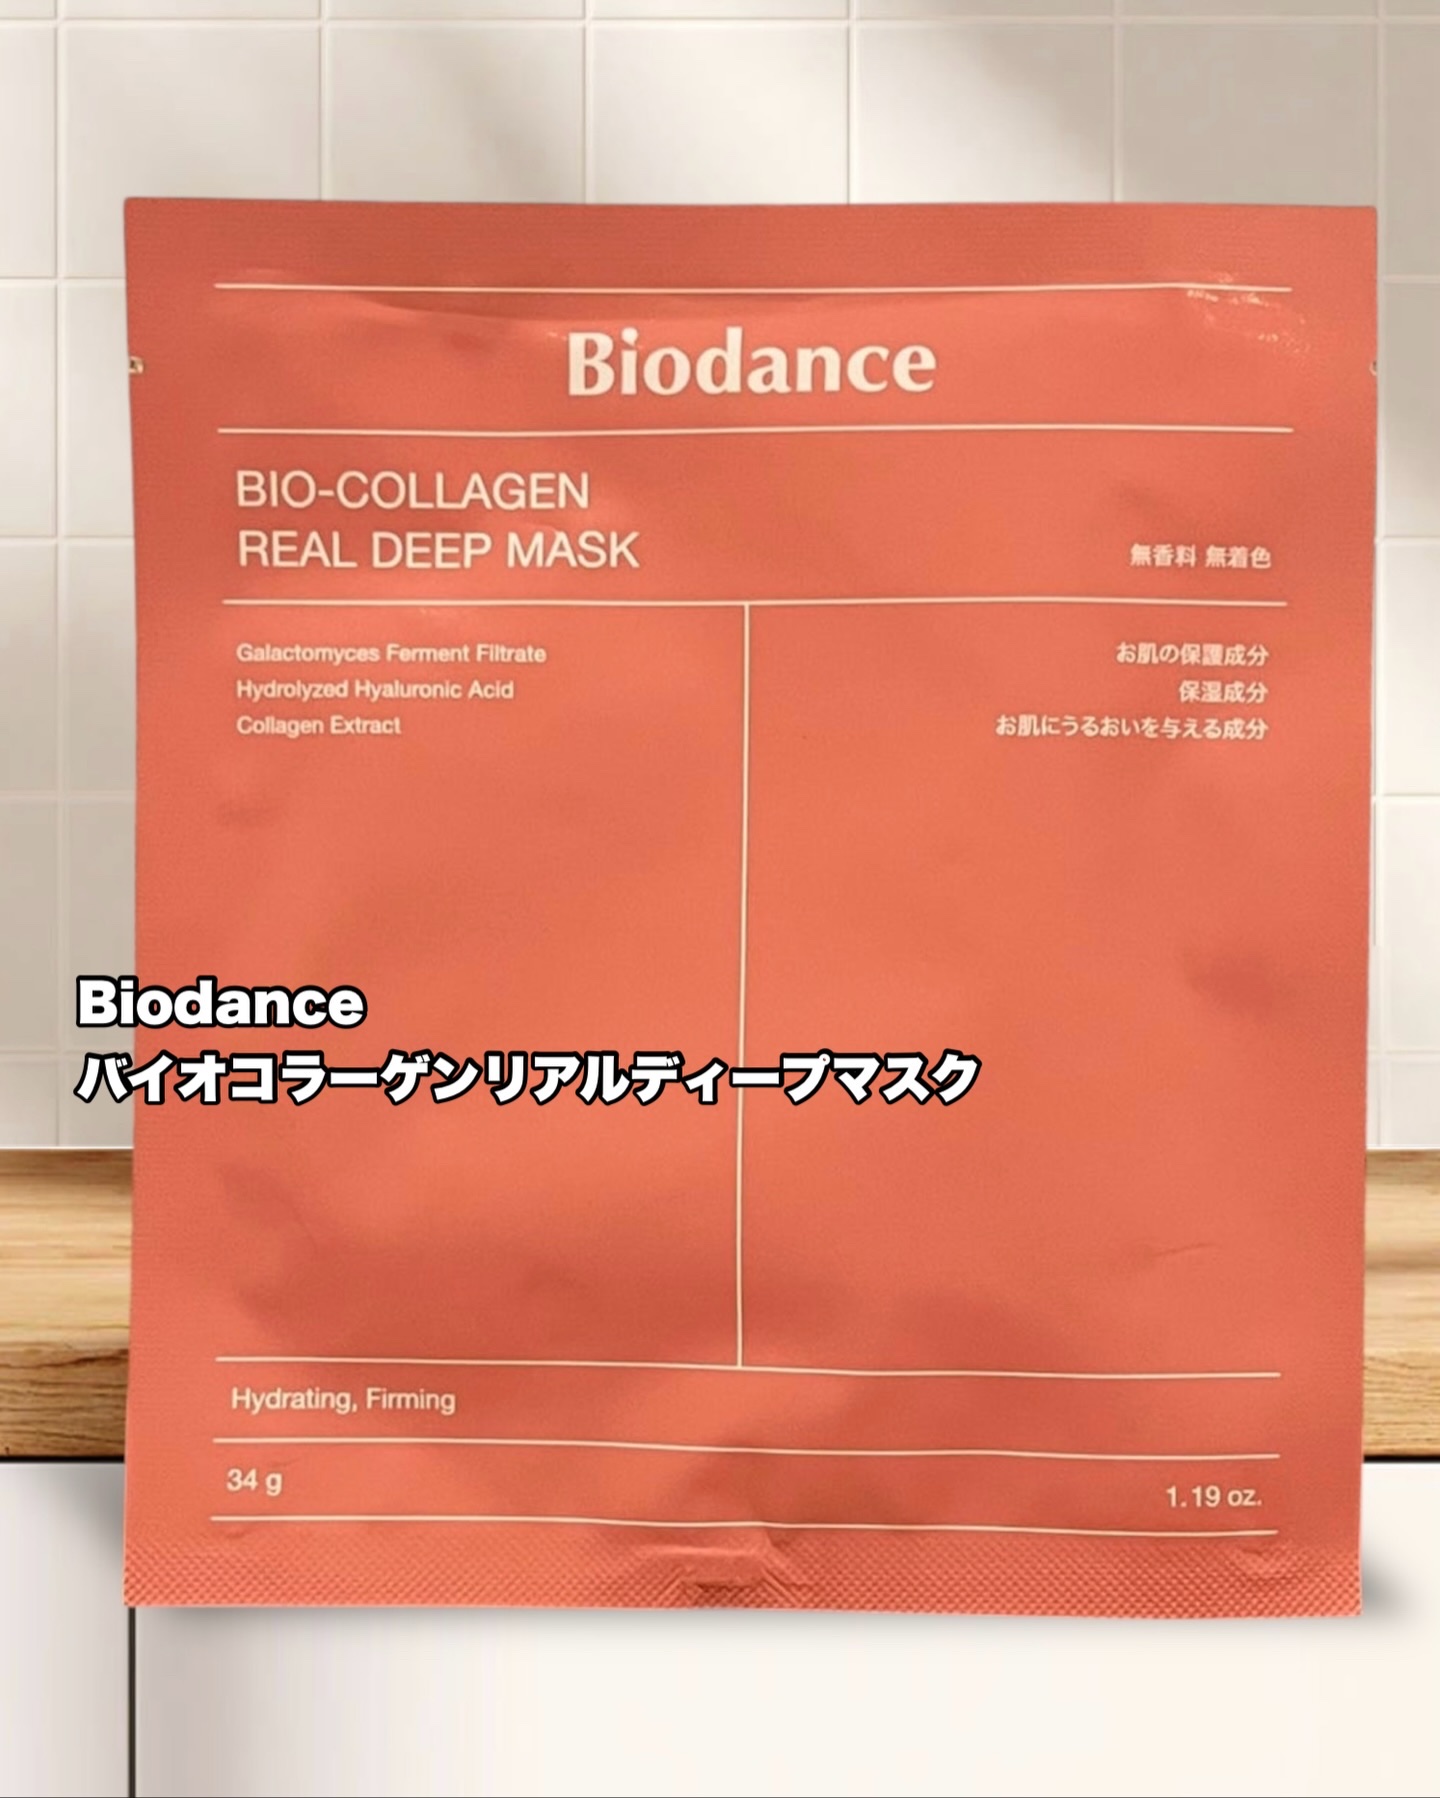 Biodance
BIO-COLLAGEN
REAL DEEP MASK
無香料 無着色
Galactomyces Ferment Filtrate
Hydrolyzed Hyaluronic Acid
Collagen Extract
お肌の保護成分
保湿成分
お肌にうるおいを与える成分
Biodance
バイオコラーゲンリアルディープマスク
Hydrating, Firming
34 g
1.19 oz.